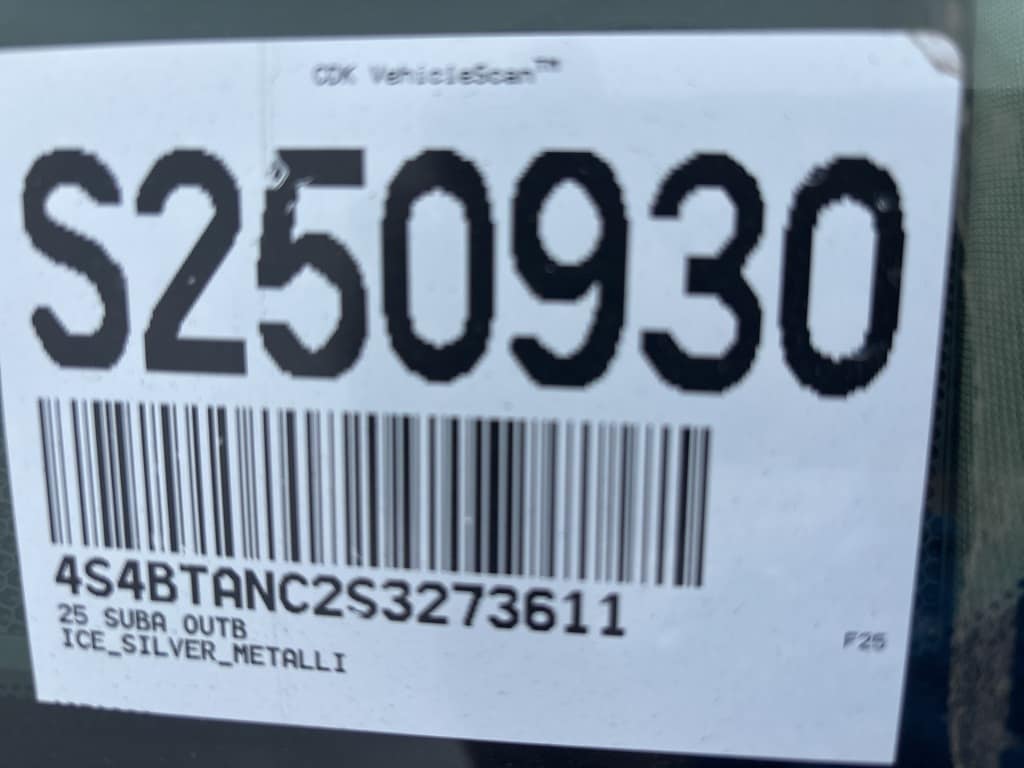 CDK VehicleScan™
S250930
4S4BTANC2S3273611
25 SUBA OUTB
ICE_SILVER_METALLI
F25